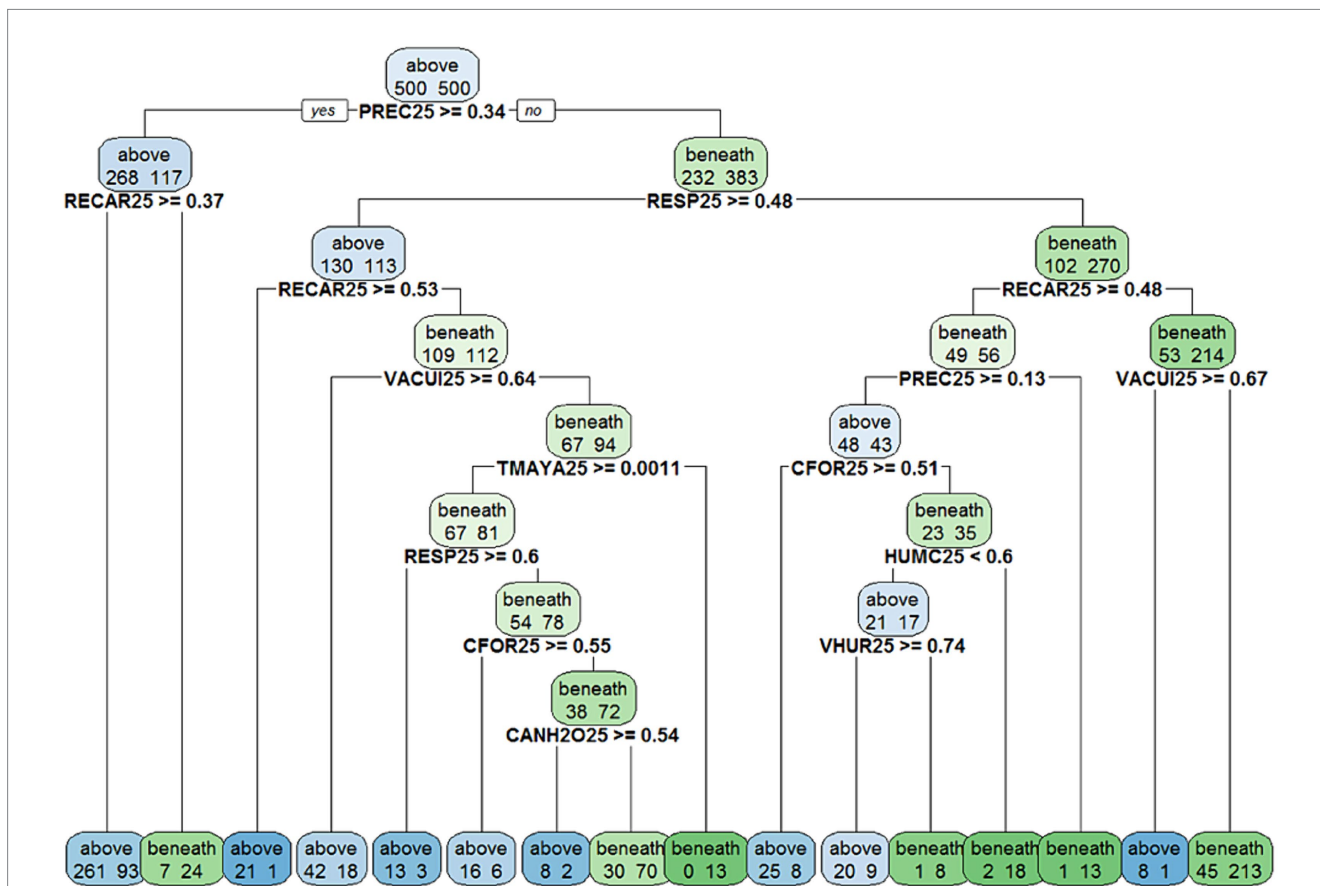 above
500 500
yes PREC25 >= 0.34 no
above
268 117
RECAR25 >= 0.37
beneath
232 383
RESP25 >= 0.48
above
130 113
RECAR25 >= 0.53
beneath
102 270
RECAR25 >= 0.48
beneath
109 112
VACUI25 >= 0.64
beneath
49 56
PREC25 >= 0.13
beneath
53 214
VACUI25 >= 0.67
beneath
67 94
TMAYA25 >= 0.0011
above
48 43
CFOR25 >= 0.51
beneath
67 81
RESP25 >= 0.6
beneath
23 35
HUMC25 < 0.6
beneath
54 78
CFOR25 >= 0.55
above
21 17
VHUR25 >= 0.74
beneath
38 72
CANH2O25 >= 0.54
above beneath above above above above above beneath beneath above above beneath beneath beneath above beneath
261 93 7 24 21 1 42 18 13 3 16 6 8 2 30 70 0 13 25 8 20 9 1 8 2 18 1 13 8 1 45 213